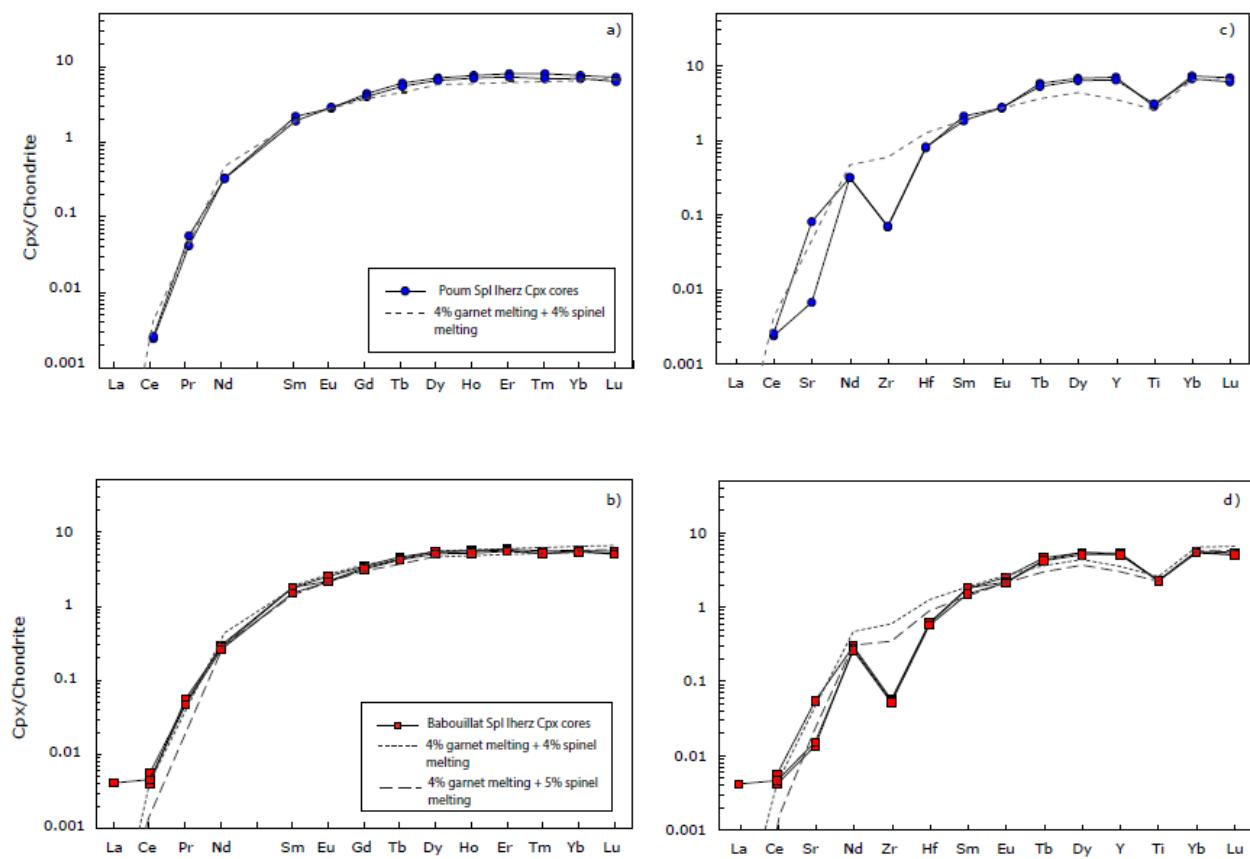 a)
10
1
0.1
0.01
0.001
Cpx/Chondrite
Poum Spl lherz Cpx cores
4% garnet melting + 4% spinel
melting
La Ce Pr Nd Sm Eu Gd Tb Dy Ho Er Tm Yb Lu
c)
10
1
0.1
0.01
0.001
La Ce Sr Nd Zr Hf Sm Eu Tb Dy Y Ti Yb Lu
b)
10
1
0.1
0.01
0.001
Cpx/Chondrite
Babouillat Spl lherz Cpx cores
4% garnet melting + 4% spinel
melting
4% garnet melting + 5% spinel
melting
La Ce Pr Nd Sm Eu Gd Tb Dy Ho Er Tm Yb Lu
d)
10
1
0.1
0.01
0.001
La Ce Sr Nd Zr Hf Sm Eu Tb Dy Y Ti Yb Lu